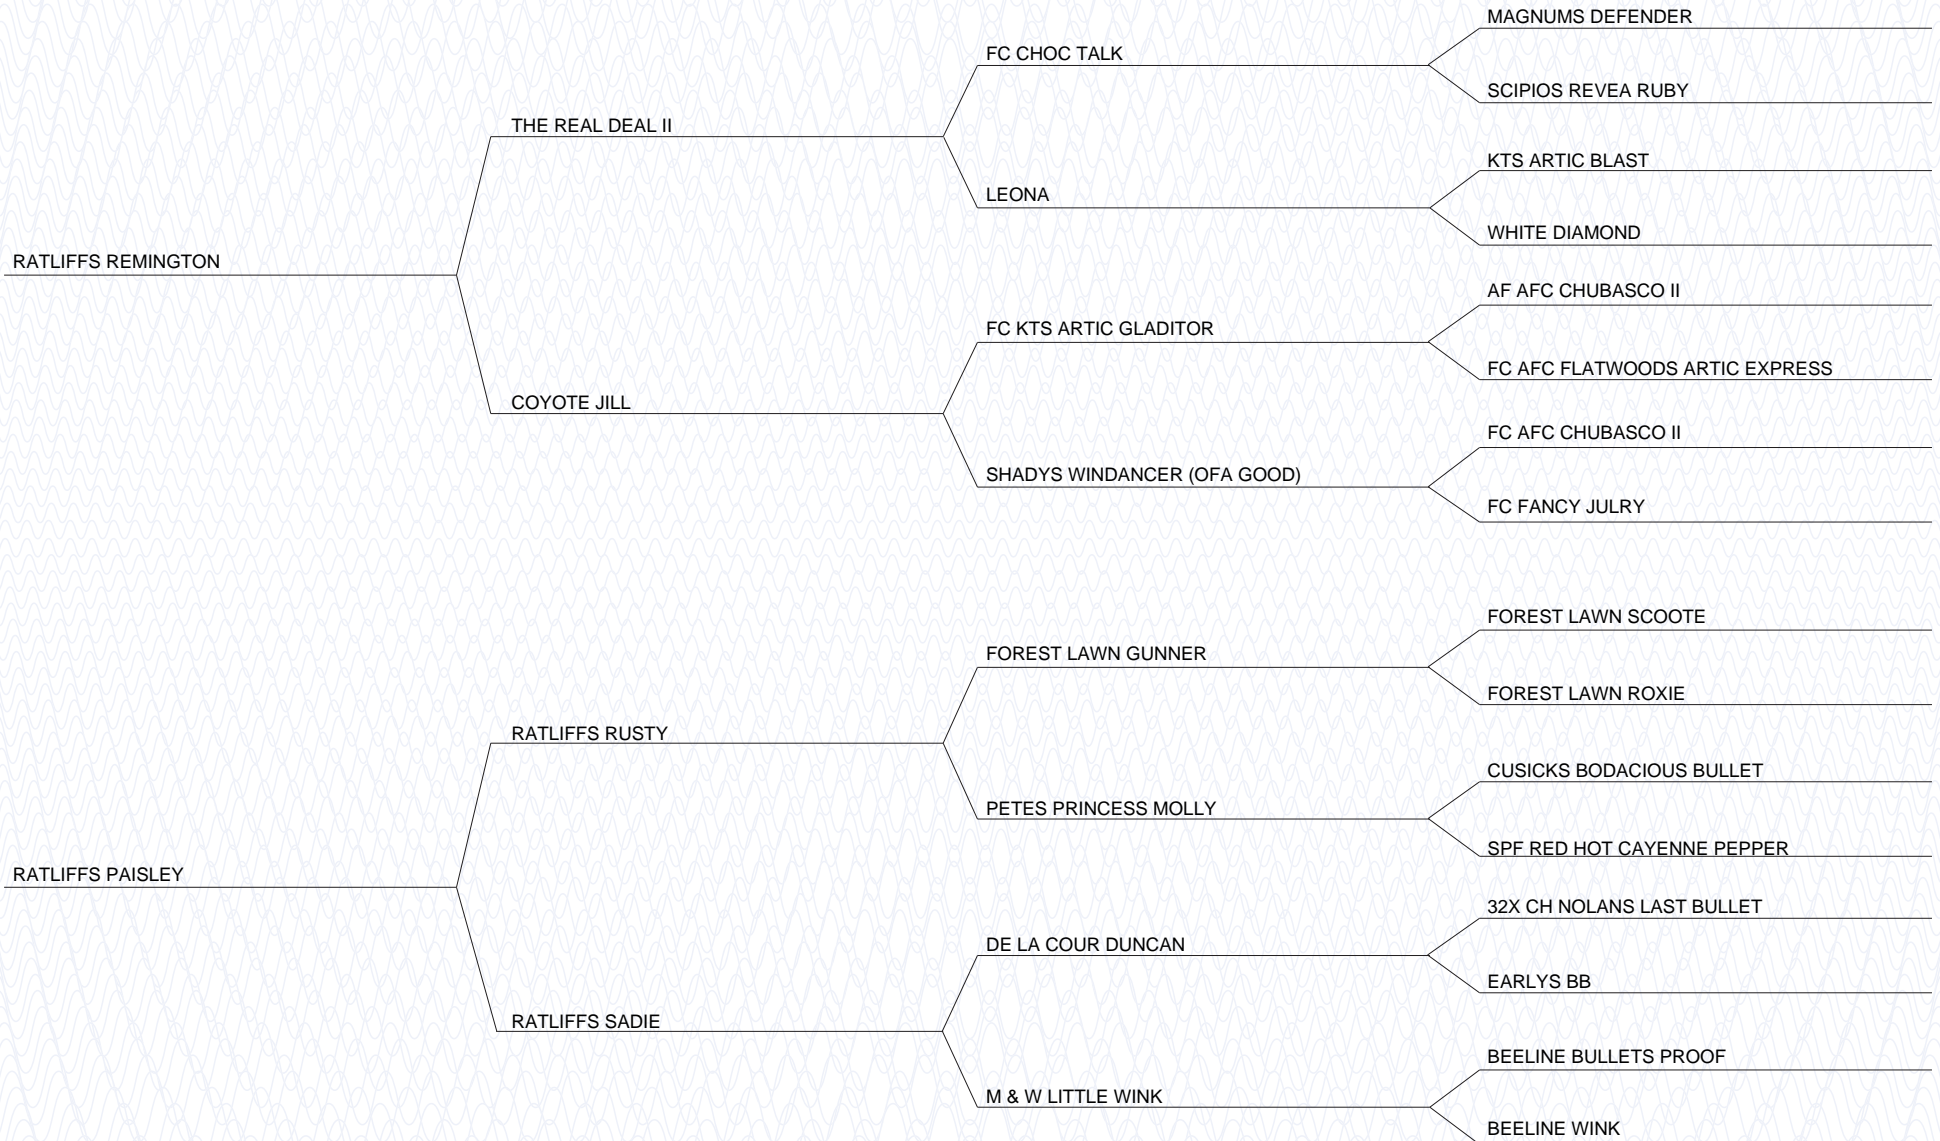 MAGNUMS DEFENDER
FC CHOC TALK
SCIPIOS REVEA RUBY
THE REAL DEAL II
KTS ARTIC BLAST
LEONA
WHITE DIAMOND
RATLIFFS REMINGTON
AF AFC CHUBASCO II
FC KTS ARTIC GLADITOR
FC AFC FLATWOODS ARTIC EXPRESS
COYOTE JILL
FC AFC CHUBASCO II
SHADYS WINDANCER (OFA GOOD)
FC FANCY JULRY
FOREST LAWN SCOOTE
FOREST LAWN GUNNER
FOREST LAWN ROXIE
RATLIFFS RUSTY
CUSICKS BODACIOUS BULLET
PETES PRINCESS MOLLY
SPF RED HOT CAYENNE PEPPER
RATLIFFS PAISLEY
32X CH NOLANS LAST BULLET
DE LA COUR DUNCAN
EARLYS BB
RATLIFFS SADIE
BEELINE BULLETS PROOF
M & W LITTLE WINK
BEELINE WINK